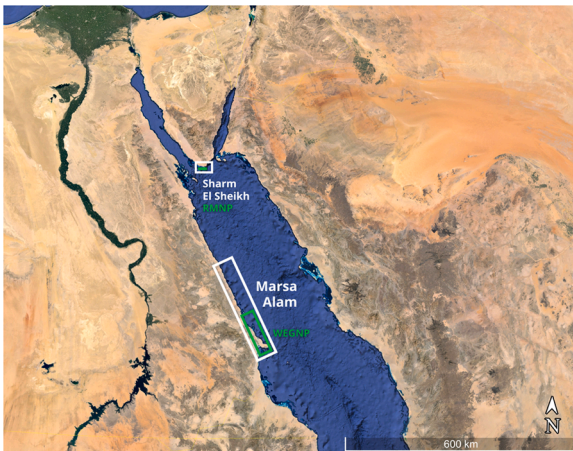 Sharm
El Sheikh
RMNP
Marsa
Alam
WEGNP
N
600 km